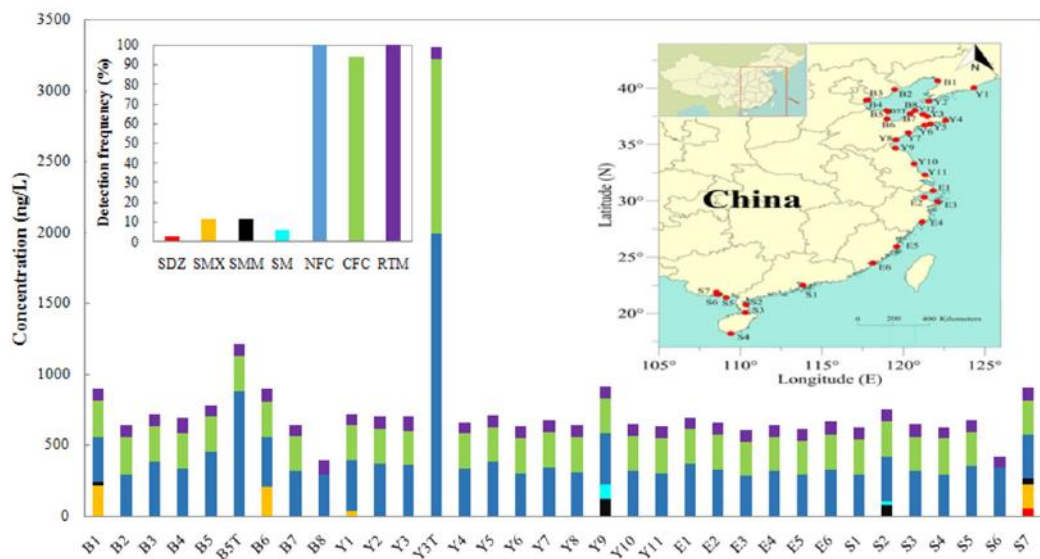 3500
3000
2500
2000
1500
1000
500
0
Concentration (ng/L)
B1 B2 B3 B4 B5 B5T B6 B7 B8 Y1 Y2 Y3 Y3T Y4 Y5 Y6 Y7 Y8 Y9 Y10 Y11 E1 E2 E3 E4 E5 E6 S1 S2 S3 S4 S5 S6 S7
100
90
80
70
60
50
40
30
20
10
0
Detection frequency (%)
SDZ SMX SMM SM NFC CFC RTM
N
40°
35°
30°
25°
20°
Latitude (N)
China
B1
B2
B3
Y1
B4
B8
Y2
B5
B6
B7
Y4
Y5
Y6
Y7
Y8
Y9
Y10
Y11
E1
E2
E3
E4
E5
E6
S1
S7
S6
S5
S2
S3
S4
0 200 400 Kilometers
105° 110° 115° 120° 125°
Longitude (E)